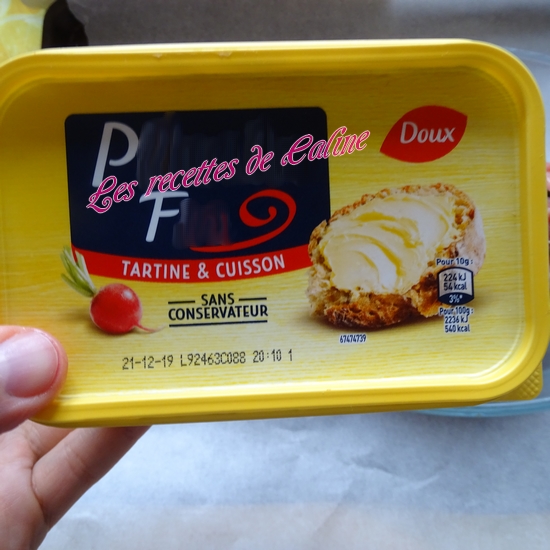 P
F
Les recettes de Caline
Doux
TARTINE & CUISSON
SANS
CONSERVATEUR
Pour 10g :
224 kJ
54 kcal
3%*
Pour 100g :
2236 kJ
540 kcal
67474739
21-12-19 L92463C088 20:10 1